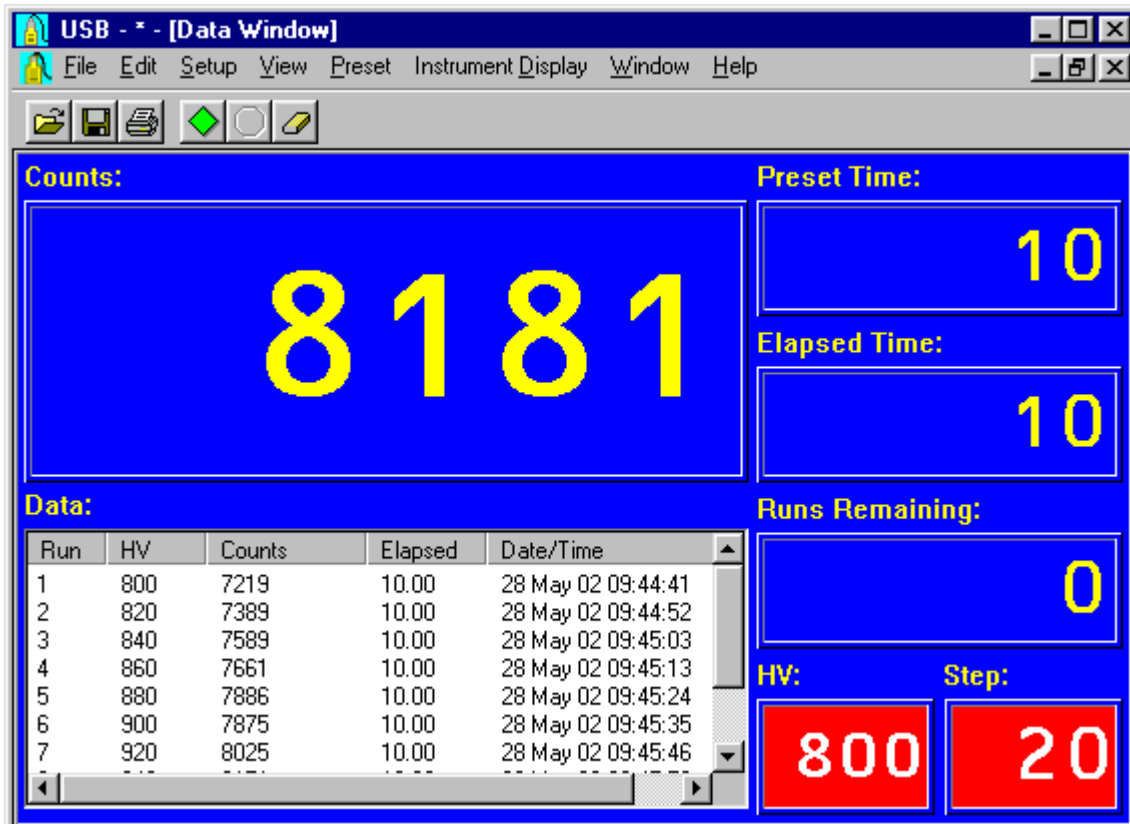 USB - * - [Data Window]
File Edit Setup View Preset Instrument Display Window Help
Counts:
8181
Preset Time:
10
Elapsed Time:
10
Data:
Run HV Counts Elapsed Date/Time
1 800 7219 10.00 28 May 02 09:44:41
2 820 7389 10.00 28 May 02 09:44:52
3 840 7589 10.00 28 May 02 09:45:03
4 860 7661 10.00 28 May 02 09:45:13
5 880 7886 10.00 28 May 02 09:45:24
6 900 7875 10.00 28 May 02 09:45:35
7 920 8025 10.00 28 May 02 09:45:46
Runs Remaining:
0
HV:
800
Step:
20